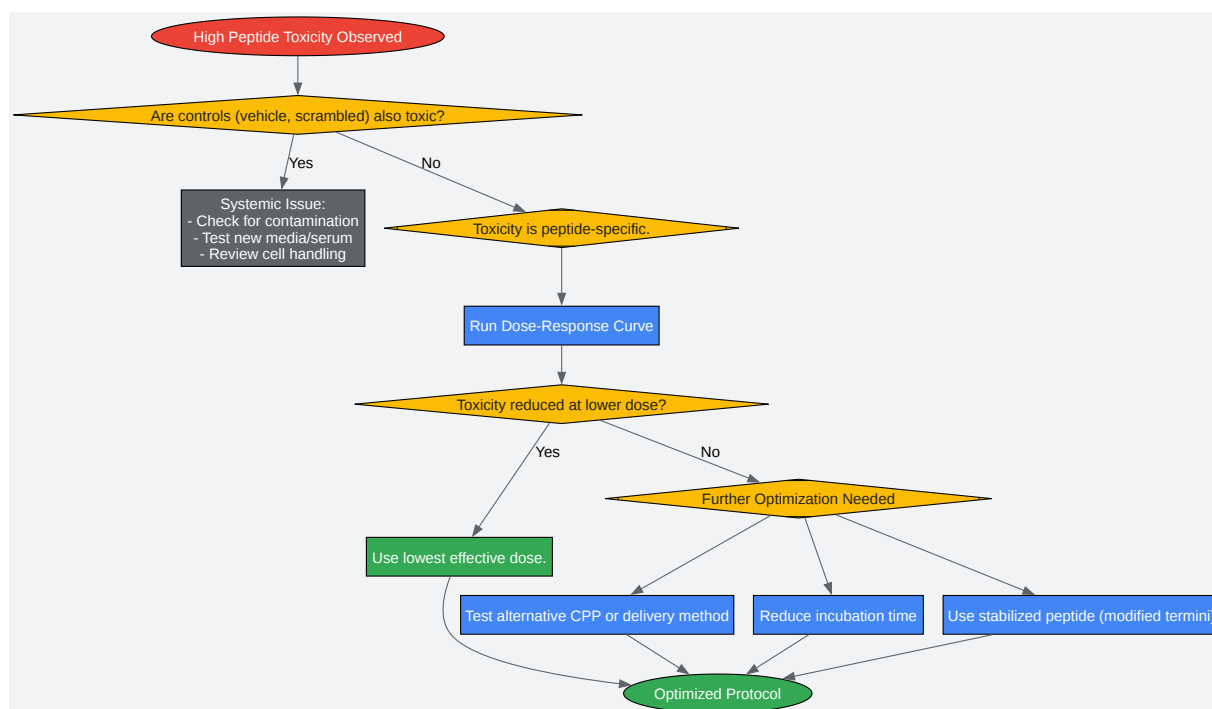 High Peptide Toxicity Observed
Are controls (vehicle, scrambled) also toxic?
Yes
No
Systemic Issue:
- Check for contamination
- Test new media/serum
- Review cell handling
Toxicity is peptide-specific.
Run Dose-Response Curve
Toxicity reduced at lower dose?
Yes
No
Further Optimization Needed
Use lowest effective dose.
Test alternative CPP or delivery method
Reduce incubation time
Use stabilized peptide (modified termini)
Optimized Protocol